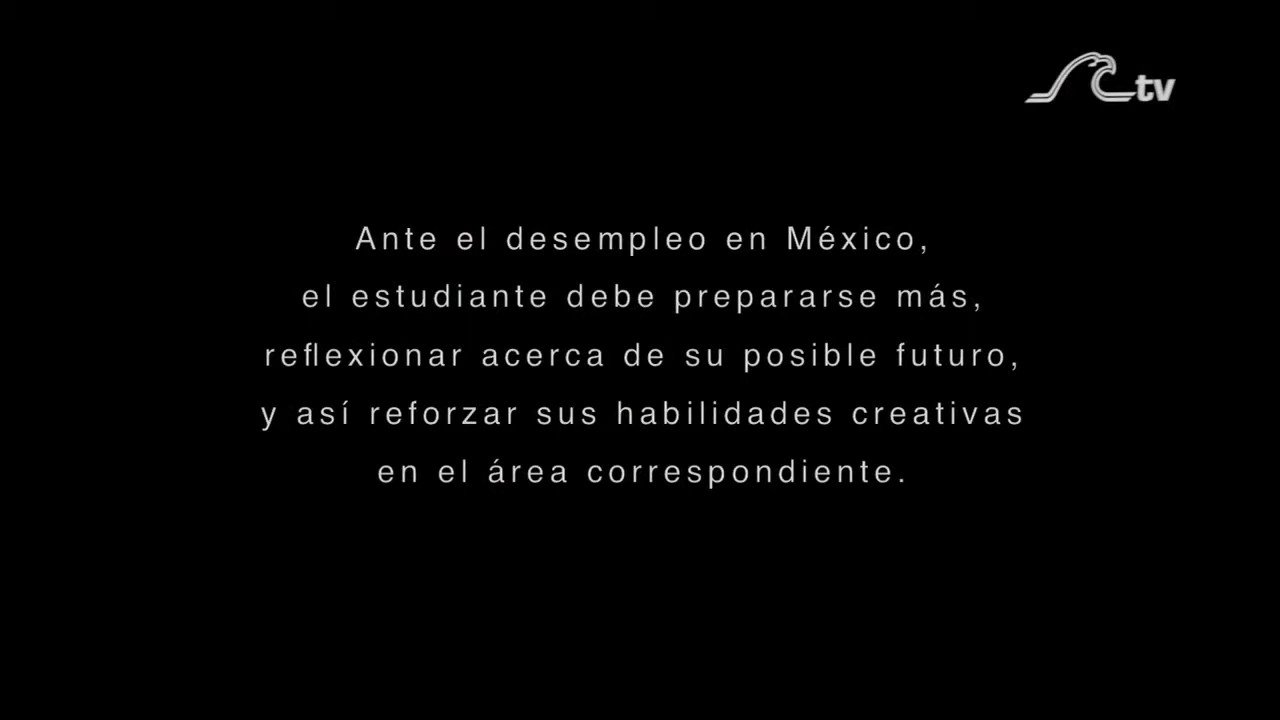 tv
Ante el desempleo en México,
el estudiante debe prepararse más,
reflexionar acerca de su posible futuro,
y así reforzar sus habilidades creativas
en el área correspondiente.